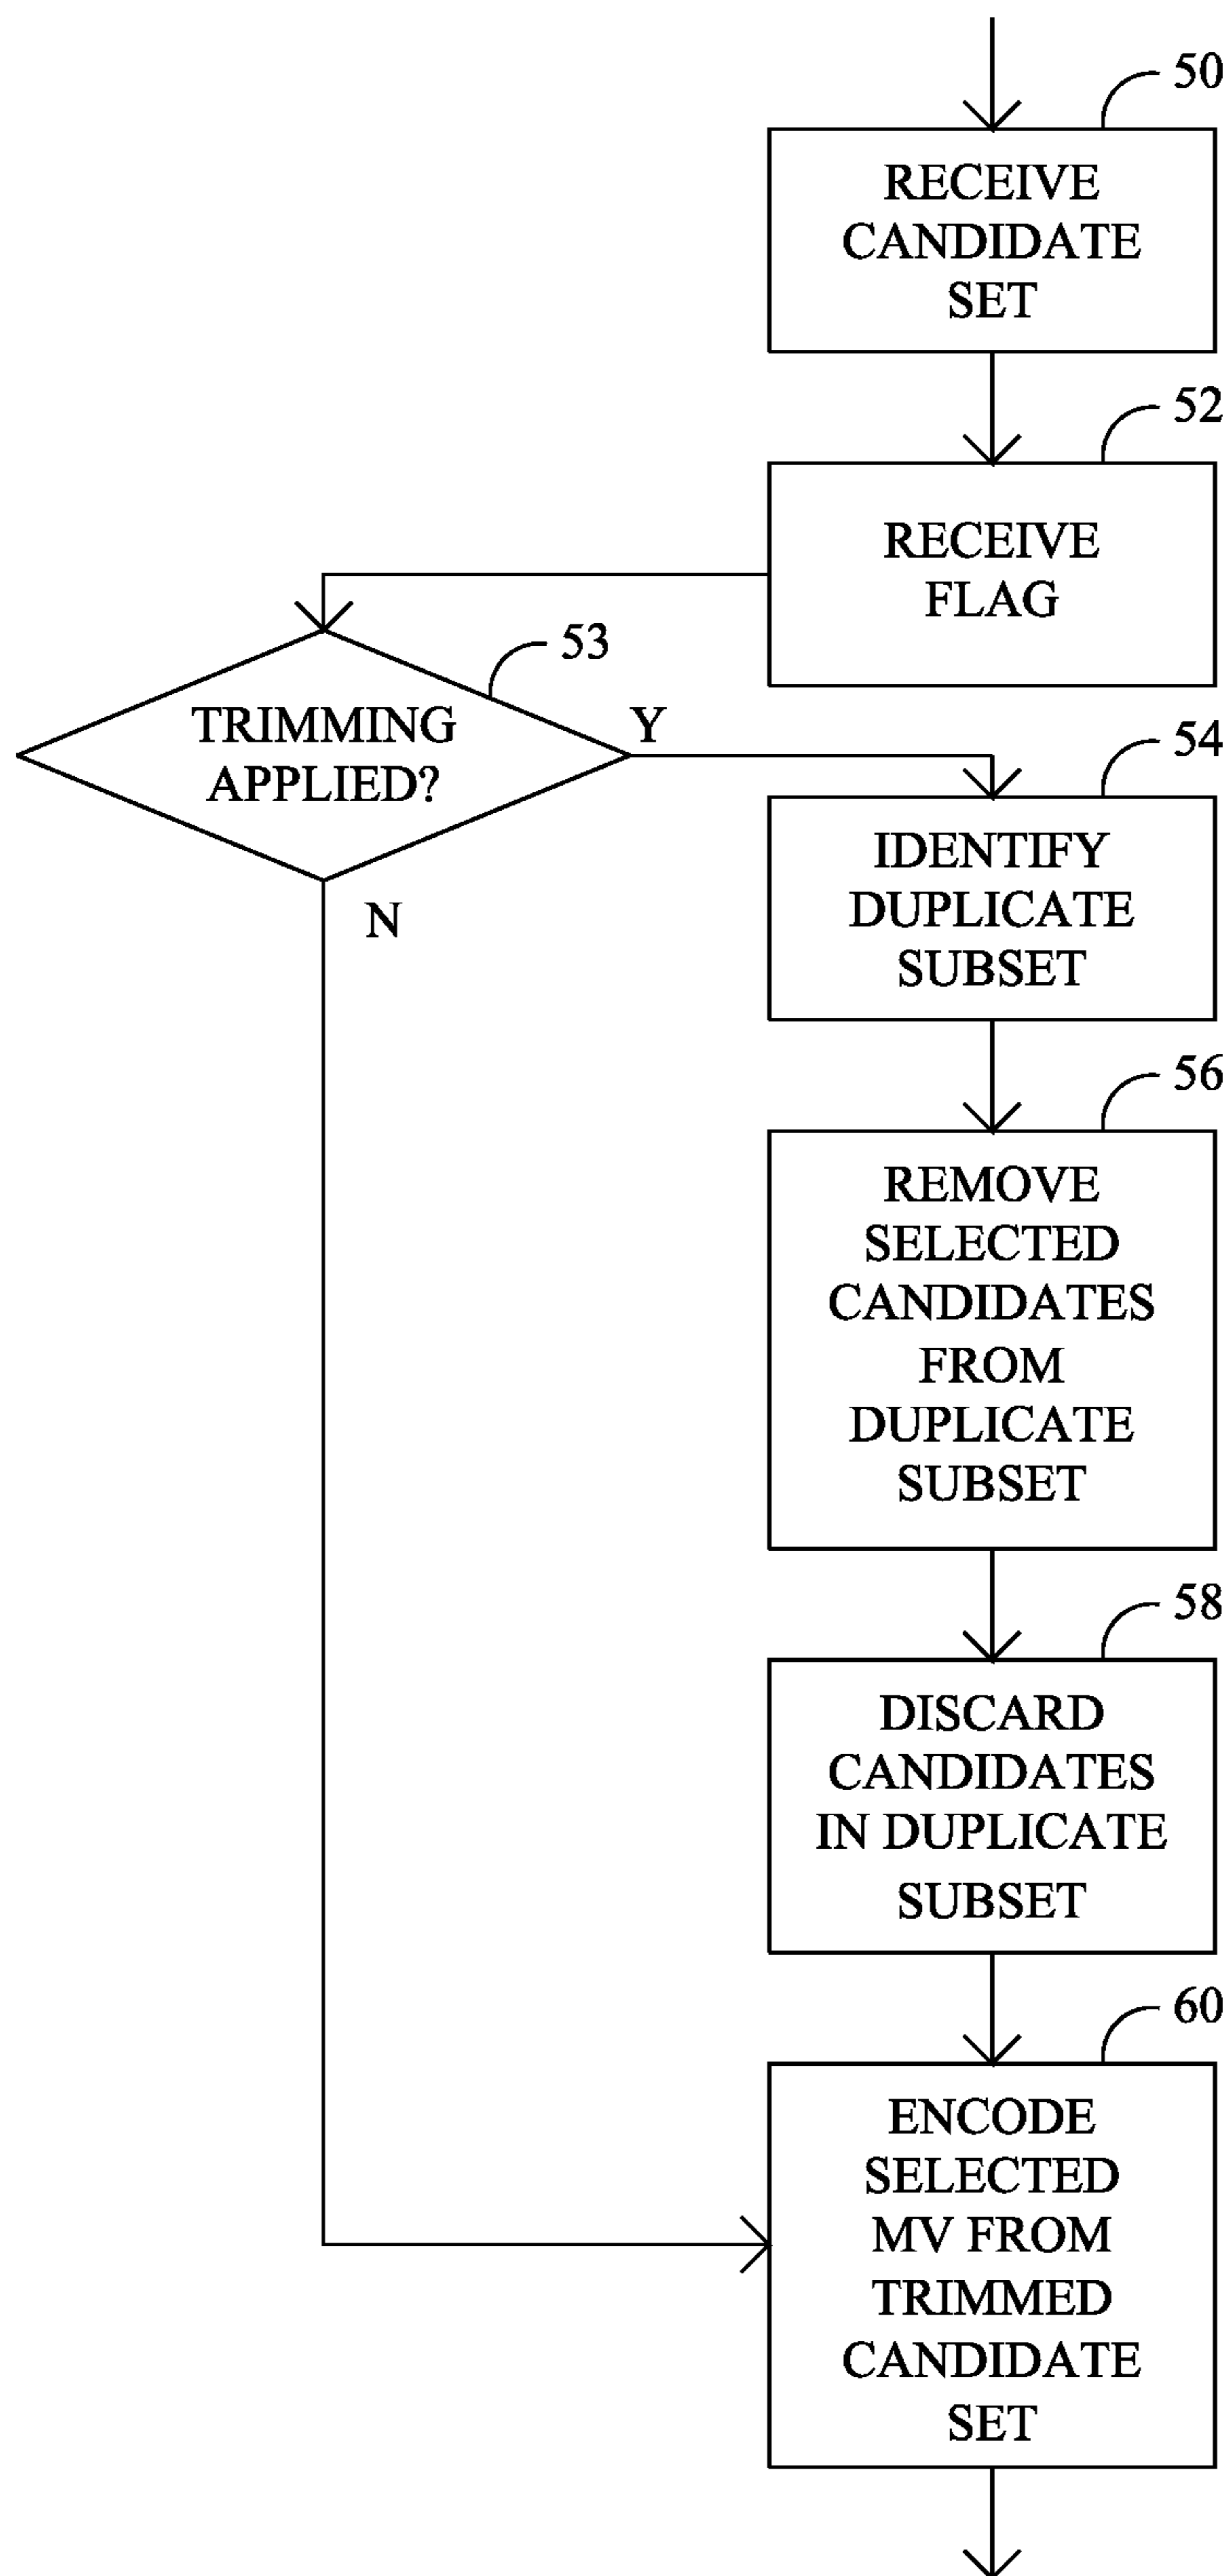 50
RECEIVE
CANDIDATE
SET
52
RECEIVE
FLAG
53
TRIMMING
APPLIED?
Y
N
54
IDENTIFY
DUPLICATE
SUBSET
56
REMOVE
SELECTED
CANDIDATES
FROM
DUPLICATE
SUBSET
58
DISCARD
CANDIDATES
IN DUPLICATE
SUBSET
60
ENCODE
SELECTED
MV FROM
TRIMMED
CANDIDATE
SET